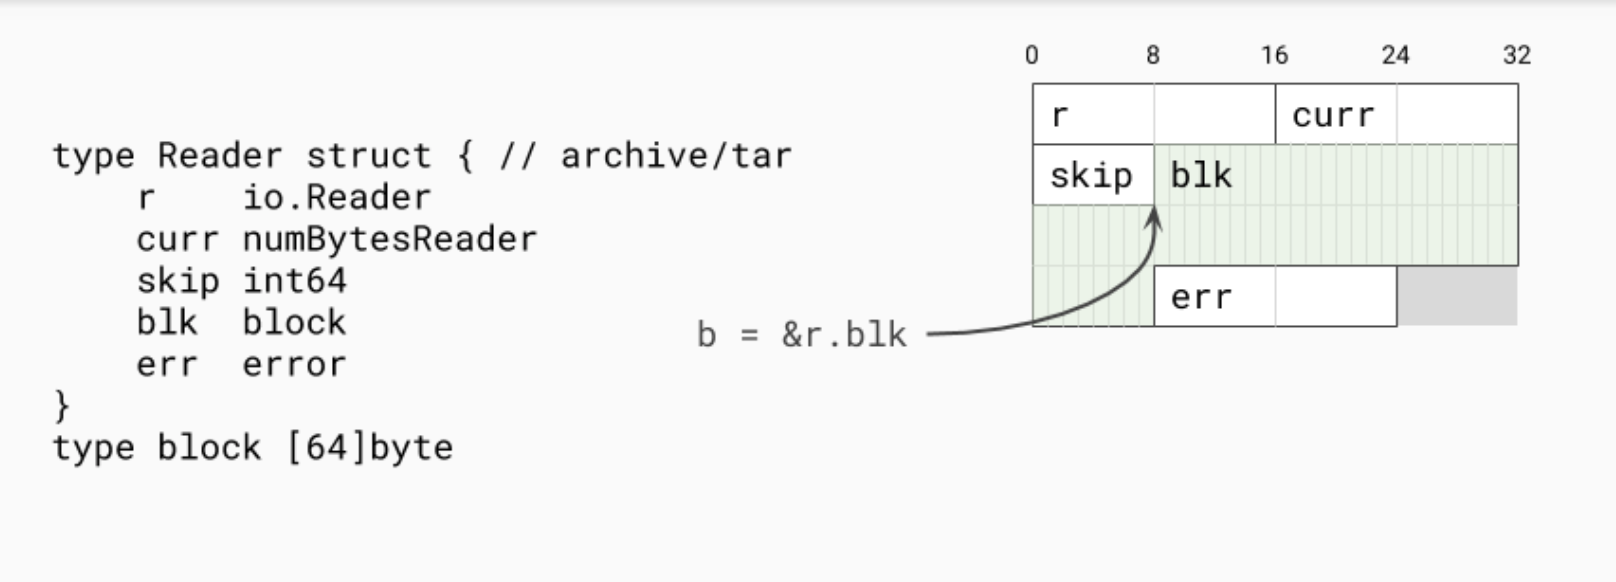 type Reader struct { // archive/tar
    r    io.Reader
    curr numBytesReader
    skip int64
    blk  block
    err  error
}
type block [64]byte
b = &r.blk
0 8 16 24 32
r curr
skip blk
err